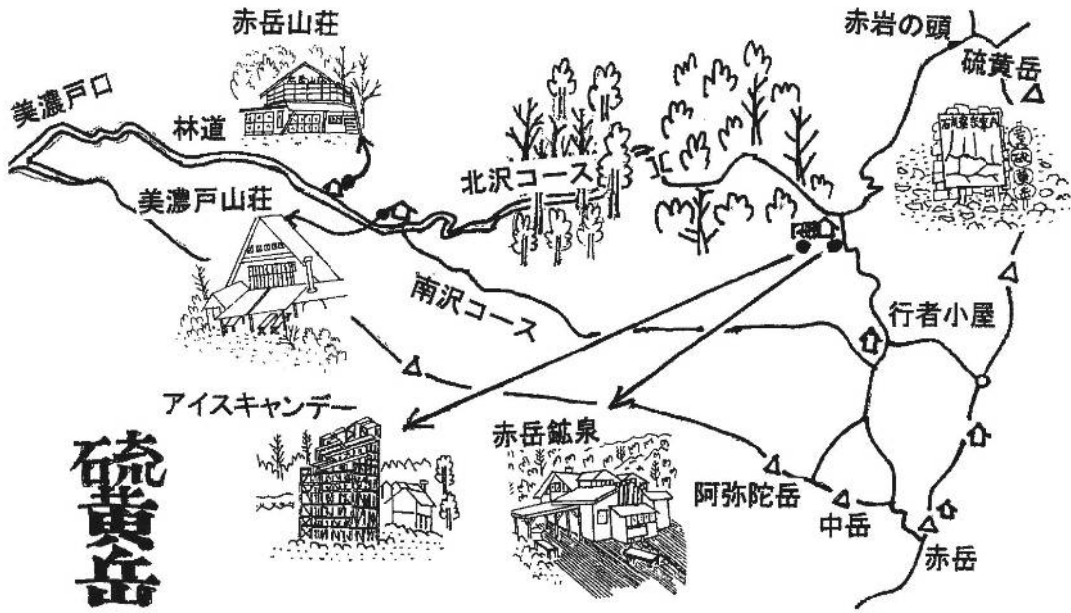 赤岳山荘
赤岩の頭
硫黄岳
美濃戸口
林道
北沢コース
美濃戸山荘
南沢コース
行者小屋
アイスキャンデー
赤岳鉱泉
阿弥陀岳
中岳
赤岳
硫黄岳